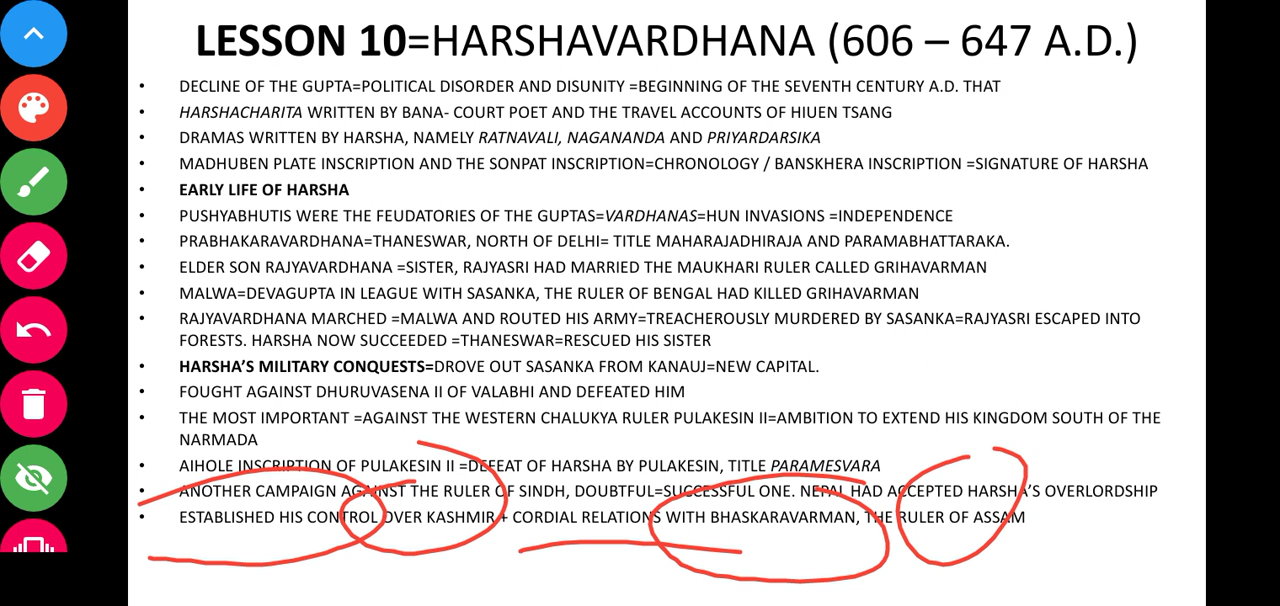 LESSON 10=HARSHAVARDHANA (606 – 647 A.D.)
• DECLINE OF THE GUPTA=POLITICAL DISORDER AND DISUNITY =BEGINNING OF THE SEVENTH CENTURY A.D. THAT
• HARSHACHARITA WRITTEN BY BANA- COURT POET AND THE TRAVEL ACCOUNTS OF HIUEN TSANG
• DRAMAS WRITTEN BY HARSHA, NAMELY RATNAVALI, NAGANANDA AND PRIYARDARSIKA
• MADHUBEN PLATE INSCRIPTION AND THE SONPAT INSCRIPTION=CHRONOLOGY / BANSKHERA INSCRIPTION =SIGNATURE OF HARSHA
• EARLY LIFE OF HARSHA
• PUSHYABHUTIS WERE THE FEUDATORIES OF THE GUPTAS=VARDHANAS=HUN INVASIONS =INDEPENDENCE
• PRABHAKARAVARDHANA=THANESWAR, NORTH OF DELHI= TITLE MAHARAJADHIRAJA AND PARAMABHATTARAKA.
• ELDER SON RAJYAVARDHANA =SISTER, RAJYASRI HAD MARRIED THE MAUKHARI RULER CALLED GRIHAVARMAN
• MALWA=DEVAGUPTA IN LEAGUE WITH SASANKA, THE RULER OF BENGAL HAD KILLED GRIHAVARMAN
• RAJYAVARDHANA MARCHED =MALWA AND ROUTED HIS ARMY=TREACHEROUSLY MURDERED BY SASANKA=RAJYASRI ESCAPED INTO
FORESTS. HARSHA NOW SUCCEEDED =THANESWAR=RESCUED HIS SISTER
• HARSHA'S MILITARY CONQUESTS=DROVE OUT SASANKA FROM KANAUJ=NEW CAPITAL.
• FOUGHT AGAINST DHURUVASENA II OF VALABHI AND DEFEATED HIM
• THE MOST IMPORTANT =AGAINST THE WESTERN CHALUKYA RULER PULAKESIN II=AMBITION TO EXTEND HIS KINGDOM SOUTH OF THE
NARMADA
• AIHOLE INSCRIPTION OF PULAKESIN II =DEFEAT OF HARSHA BY PULAKESIN, TITLE PARAMESVARA
• ANOTHER CAMPAIGN AGAINST THE RULER OF SINDH, DOUBTFUL=SUCCESSFUL ONE. NEPAL HAD ACCEPTED HARSHA'S OVERLORDSHIP
• ESTABLISHED HIS CONTROL OVER KASHMIR + CORDIAL RELATIONS WITH BHASKARAVARMAN, THE RULER OF ASSAM